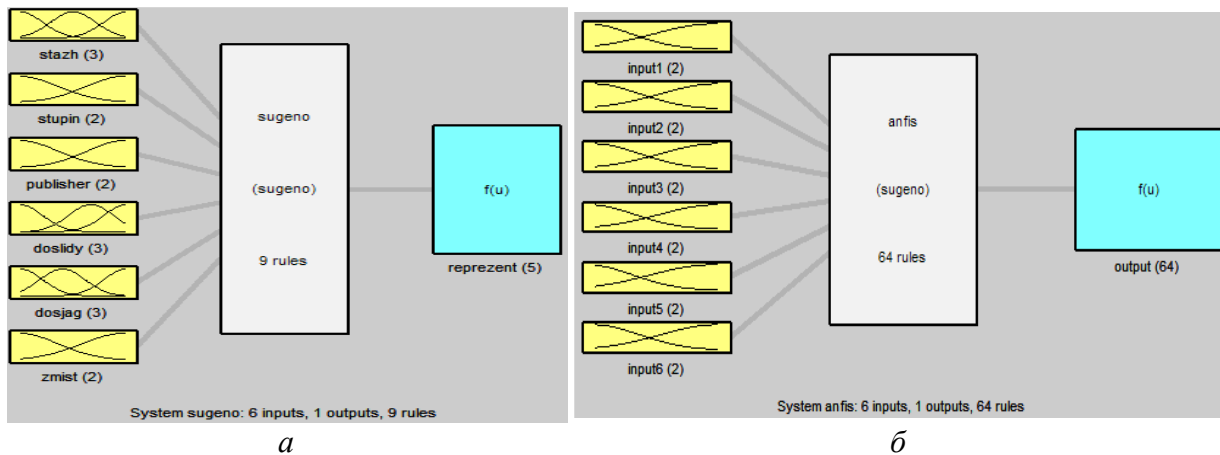 stazh (3)
stupin (2)
publisher (2)
doslidy (3)
dosjag (3)
zmist (2)
sugeno
(sugeno)
9 rules
f(u)
reprezent (5)
System sugeno: 6 inputs, 1 outputs, 9 rules
а
input1 (2)
input2 (2)
input3 (2)
input4 (2)
input5 (2)
input6 (2)
anfis
(sugeno)
64 rules
f(u)
output (64)
System anfis: 6 inputs, 1 outputs, 64 rules
б